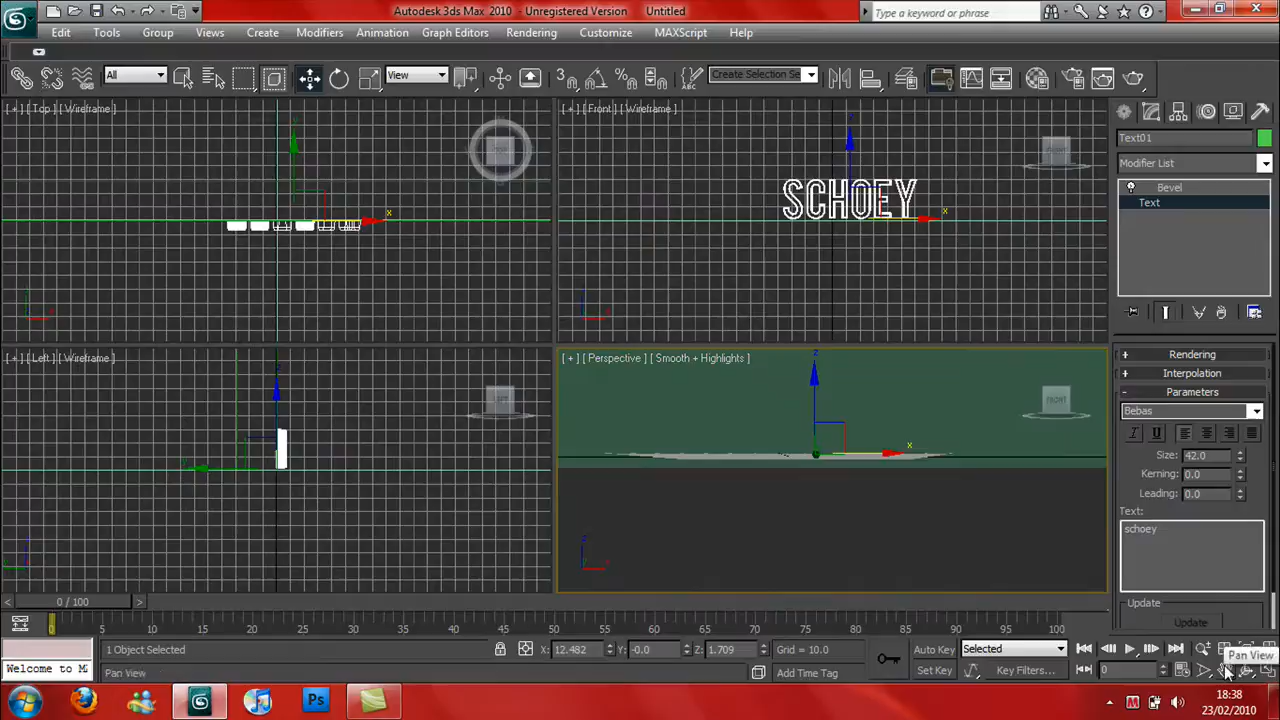 Autodesk 3ds Max 2010 - Unregistered Version Untitled
Type a keyword or phrase
Edit Tools Group Views Create Modifiers Animation Graph Editors Rendering Customize MAXScript Help
All
View
Create Selection Se
[ + ] [ Top ] [ Wireframe ]
[ + ] [ Front ] [ Wireframe ]
Text01
Modifier List
Bevel
Text
SCHOEY
x
x
FRONT
[ + ] [ Left ] [ Wireframe ]
[ + ] [ Perspective ] [ Smooth + Highlights ]
LEFT
FRONT
z
x
Rendering
Interpolation
Parameters
Bebas
Size: 42.0
Kerning: 0.0
Leading: 0.0
Text:
schoey
Update
Update
0 / 100
0 5 10 15 20 25 30 35 40 45 50 55 60 65 70 75 80 85 90 95 100
1 Object Selected
X: 12.482
Y: -0.0
Z: 1.709
Grid = 10.0
Auto Key
Selected
Pan View
Welcome to M
Pan View
Add Time Tag
Set Key
Key Filters...
0
Ps
18:38
23/02/2010